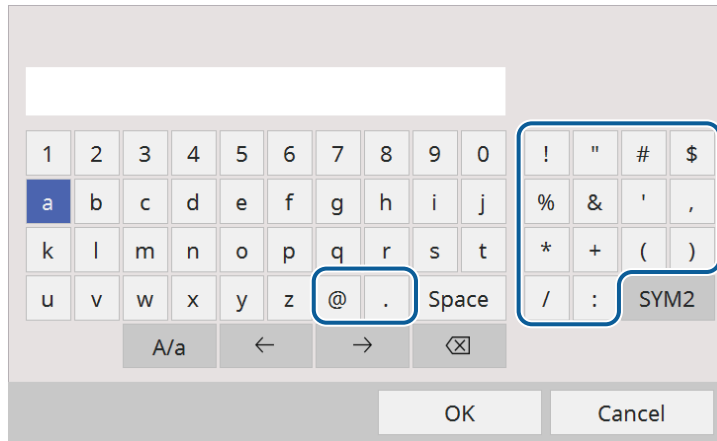 1 2 3 4 5 6 7 8 9 0 ! " # $
a b c d e f g h i j % & ' ,
k l m n o p q r s t * + ( )
u v w x y z @ . Space / : SYM2
A/a ← → ⌫
OK Cancel